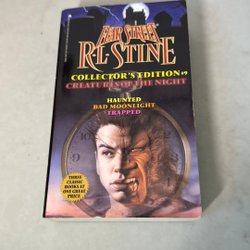 FEAR STREET
R·L·STINE
COLLECTOR'S EDITION #9
CREATURES OF THE NIGHT
HAUNTED
BAD MOONLIGHT
TRAPPED
THREE
CLASSIC
BOOKS AT
ONE GREAT
PRICE!